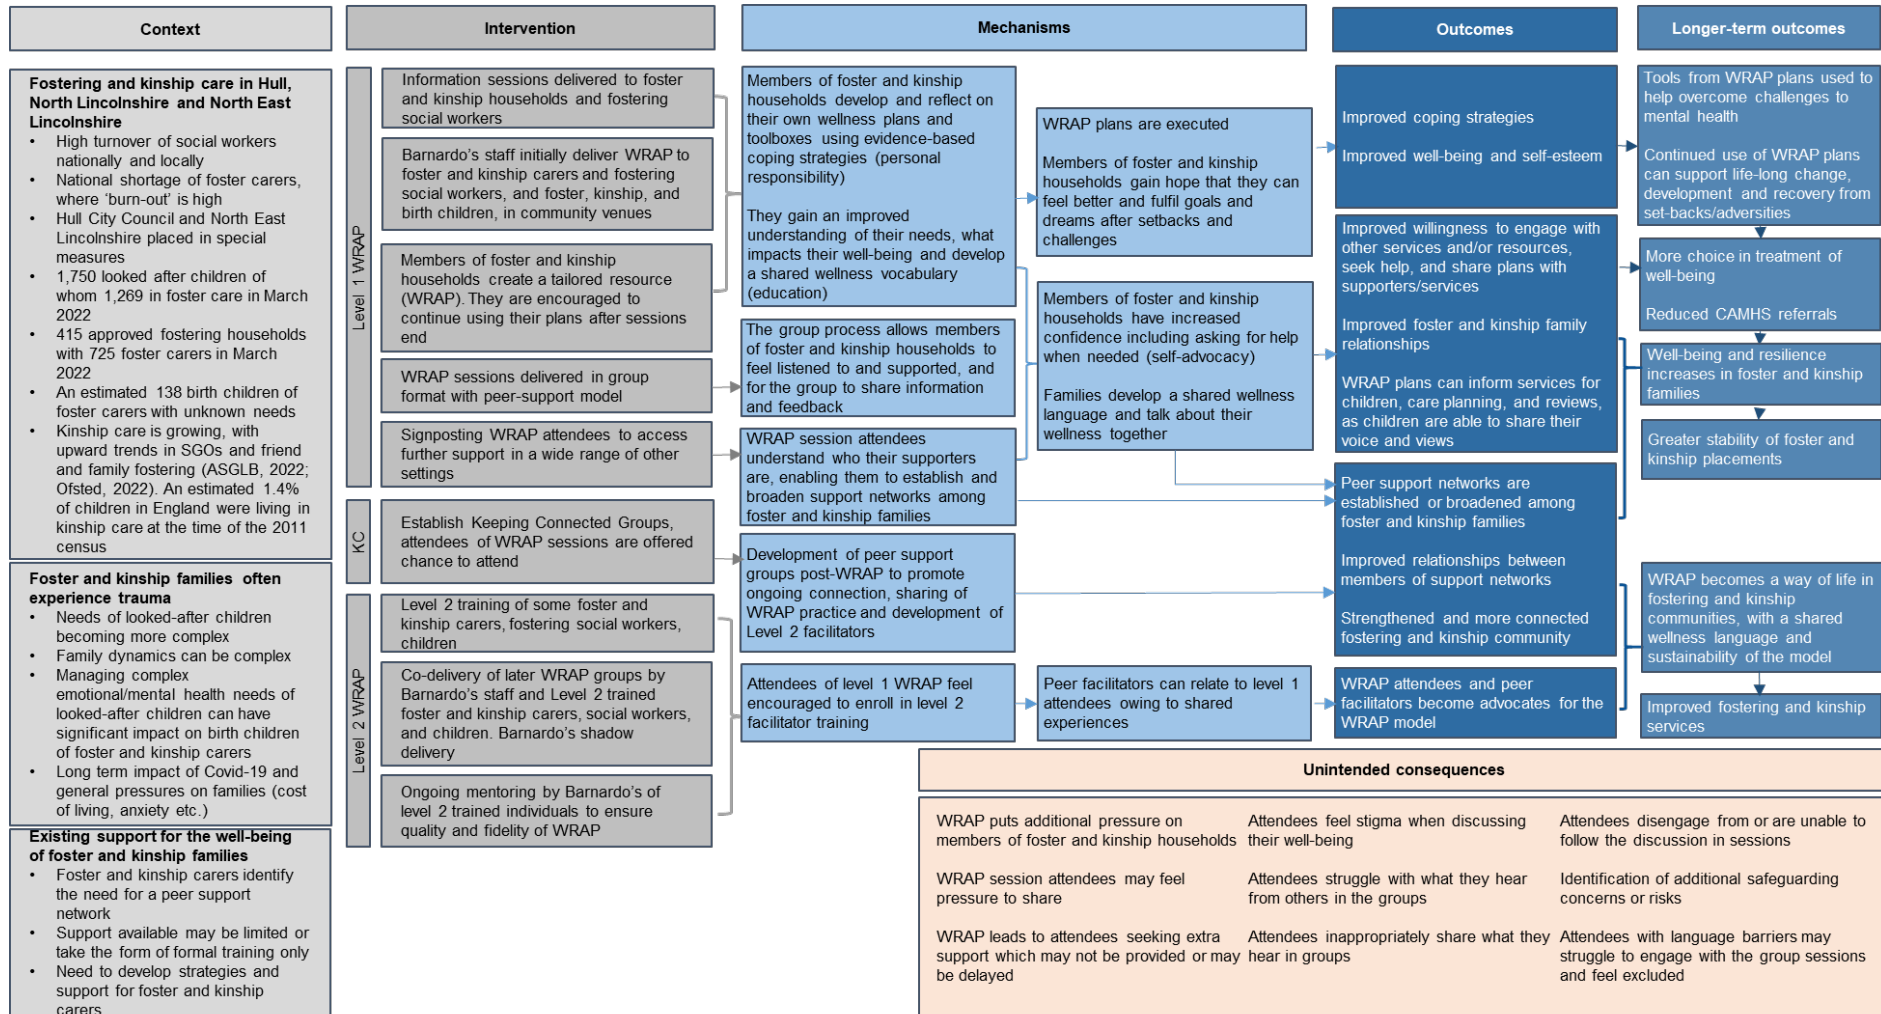 Context
Intervention
Mechanisms
Outcomes
Longer-term outcomes
Fostering and kinship care in Hull,
North Lincolnshire and North East
Lincolnshire
• High turnover of social workers
nationally and locally
• National shortage of foster carers,
where ‘burn-out’ is high
• Hull City Council and North East
Lincolnshire placed in special
measures
• 1,750 looked after children of
whom 1,269 in foster care in March
2022
• 415 approved fostering households
with 725 foster carers in March
2022
• An estimated 138 birth children of
foster carers with unknown needs
• Kinship care is growing, with
upward trends in SGOs and friend
and family fostering (ASGLB, 2022;
Ofsted, 2022). An estimated 1.4%
of children in England were living in
kinship care at the time of the 2011
census
Foster and kinship families often
experience trauma
• Needs of looked-after children
becoming more complex
• Family dynamics can be complex
• Managing complex
emotional/mental health needs of
looked-after children can have
significant impact on birth children
of foster and kinship carers
• Long term impact of Covid-19 and
general pressures on families (cost
of living, anxiety etc.)
Existing support for the well-being
of foster and kinship families
• Foster and kinship carers identify
the need for a peer support
network
• Support available may be limited or
take the form of formal training only
• Need to develop strategies and
support for foster and kinship
carers
Level 1 WRAP
Information sessions delivered to foster
and kinship households and fostering
social workers
Barnardo’s staff initially deliver WRAP to
foster and kinship carers and fostering
social workers, and foster, kinship, and
birth children, in community venues
Members of foster and kinship
households create a tailored resource
(WRAP). They are encouraged to
continue using their plans after sessions
end
WRAP sessions delivered in group
format with peer-support model
Signposting WRAP attendees to access
further support in a wide range of other
settings
KC
Establish Keeping Connected Groups,
attendees of WRAP sessions are offered
chance to attend
Level 2 WRAP
Level 2 training of some foster and
kinship carers, fostering social workers,
children
Co-delivery of later WRAP groups by
Barnardo’s staff and Level 2 trained
foster and kinship carers, social workers,
and children. Barnardo’s shadow
delivery
Ongoing mentoring by Barnardo’s of
level 2 trained individuals to ensure
quality and fidelity of WRAP
Members of foster and kinship
households develop and reflect on
their own wellness plans and
toolboxes using evidence-based
coping strategies (personal
responsibility)
They gain an improved
understanding of their needs, what
impacts their well-being and develop
a shared wellness vocabulary
(education)
The group process allows members
of foster and kinship households to
feel listened to and supported, and
for the group to share information
and feedback
WRAP session attendees
understand who their supporters
are, enabling them to establish and
broaden support networks among
foster and kinship families
Development of peer support
groups post-WRAP to promote
ongoing connection, sharing of
WRAP practice and development of
Level 2 facilitators
Attendees of level 1 WRAP feel
encouraged to enroll in level 2
facilitator training
WRAP plans are executed
Members of foster and kinship
households gain hope that they can
feel better and fulfil goals and
dreams after setbacks and
challenges
Members of foster and kinship
households have increased
confidence including asking for help
when needed (self-advocacy)
Families develop a shared wellness
language and talk about their
wellness together
Peer facilitators can relate to level 1
attendees owing to shared
experiences
Improved coping strategies
Improved well-being and self-esteem
Improved willingness to engage with
other services and/or resources,
seek help, and share plans with
supporters/services
Improved foster and kinship family
relationships
WRAP plans can inform services for
children, care planning, and reviews,
as children are able to share their
voice and views
Peer support networks are
established or broadened among
foster and kinship families
Improved relationships between
members of support networks
Strengthened and more connected
fostering and kinship community
WRAP attendees and peer
facilitators become advocates for the
WRAP model
Tools from WRAP plans used to
help overcome challenges to
mental health
Continued use of WRAP plans
can support life-long change,
development and recovery from
set-backs/adversities
More choice in treatment of
well-being
Reduced CAMHS referrals
Well-being and resilience
increases in foster and kinship
families
Greater stability of foster and
kinship placements
WRAP becomes a way of life in
fostering and kinship
communities, with a shared
wellness language and
sustainability of the model
Improved fostering and kinship
services
Unintended consequences
WRAP puts additional pressure on
members of foster and kinship households
WRAP session attendees may feel
pressure to share
WRAP leads to attendees seeking extra
support which may not be provided or may
be delayed
Attendees feel stigma when discussing
their well-being
Attendees struggle with what they hear
from others in the groups
Attendees inappropriately share what they
hear in groups
Attendees disengage from or are unable to
follow the discussion in sessions
Identification of additional safeguarding
concerns or risks
Attendees with language barriers may
struggle to engage with the group sessions
and feel excluded